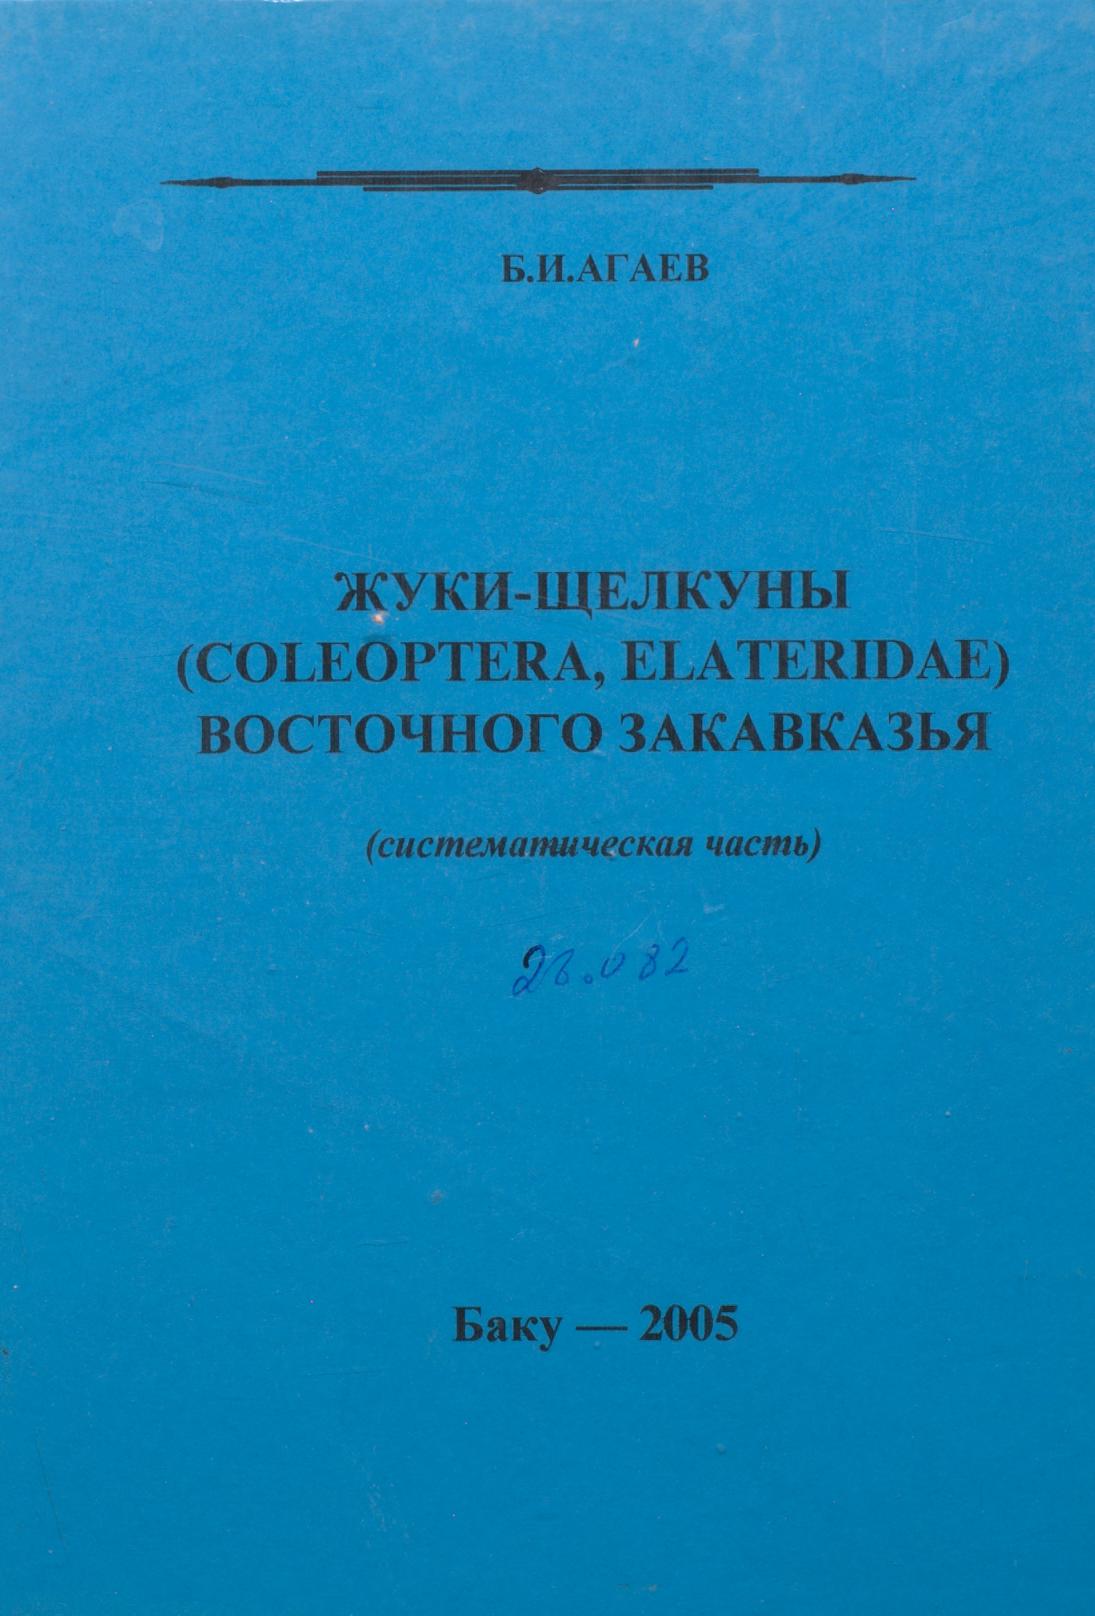 Б.И.АГАЕВ
ЖУКИ-ЩЕЛКУНЫ
(COLEOPTERA, ELATERIDAE)
ВОСТОЧНОГО ЗАКАВКАЗЬЯ
(систематическая часть)
Баку — 2005